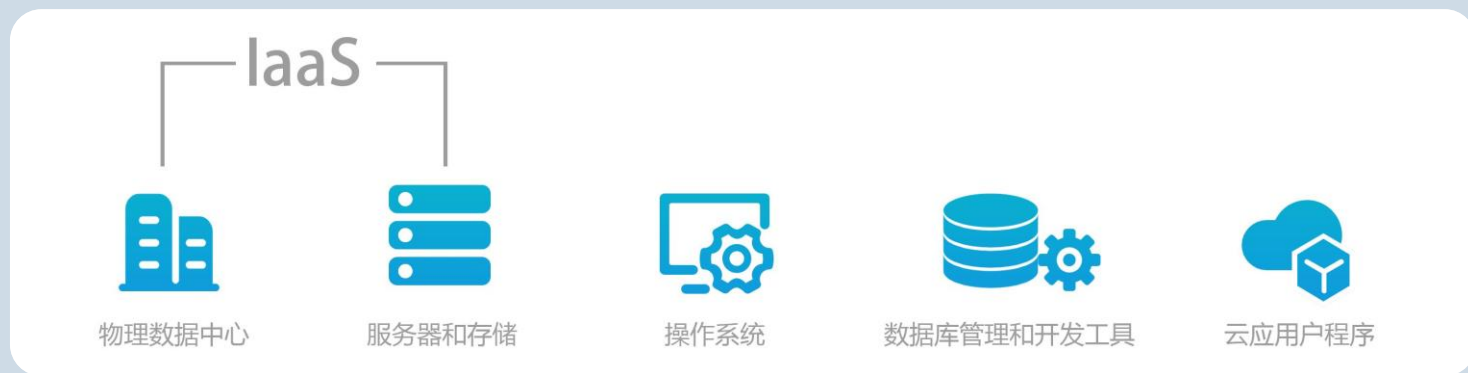 IaaS
物理数据中心
服务器和存储
操作系统
数据库管理和开发工具
云应用户程序